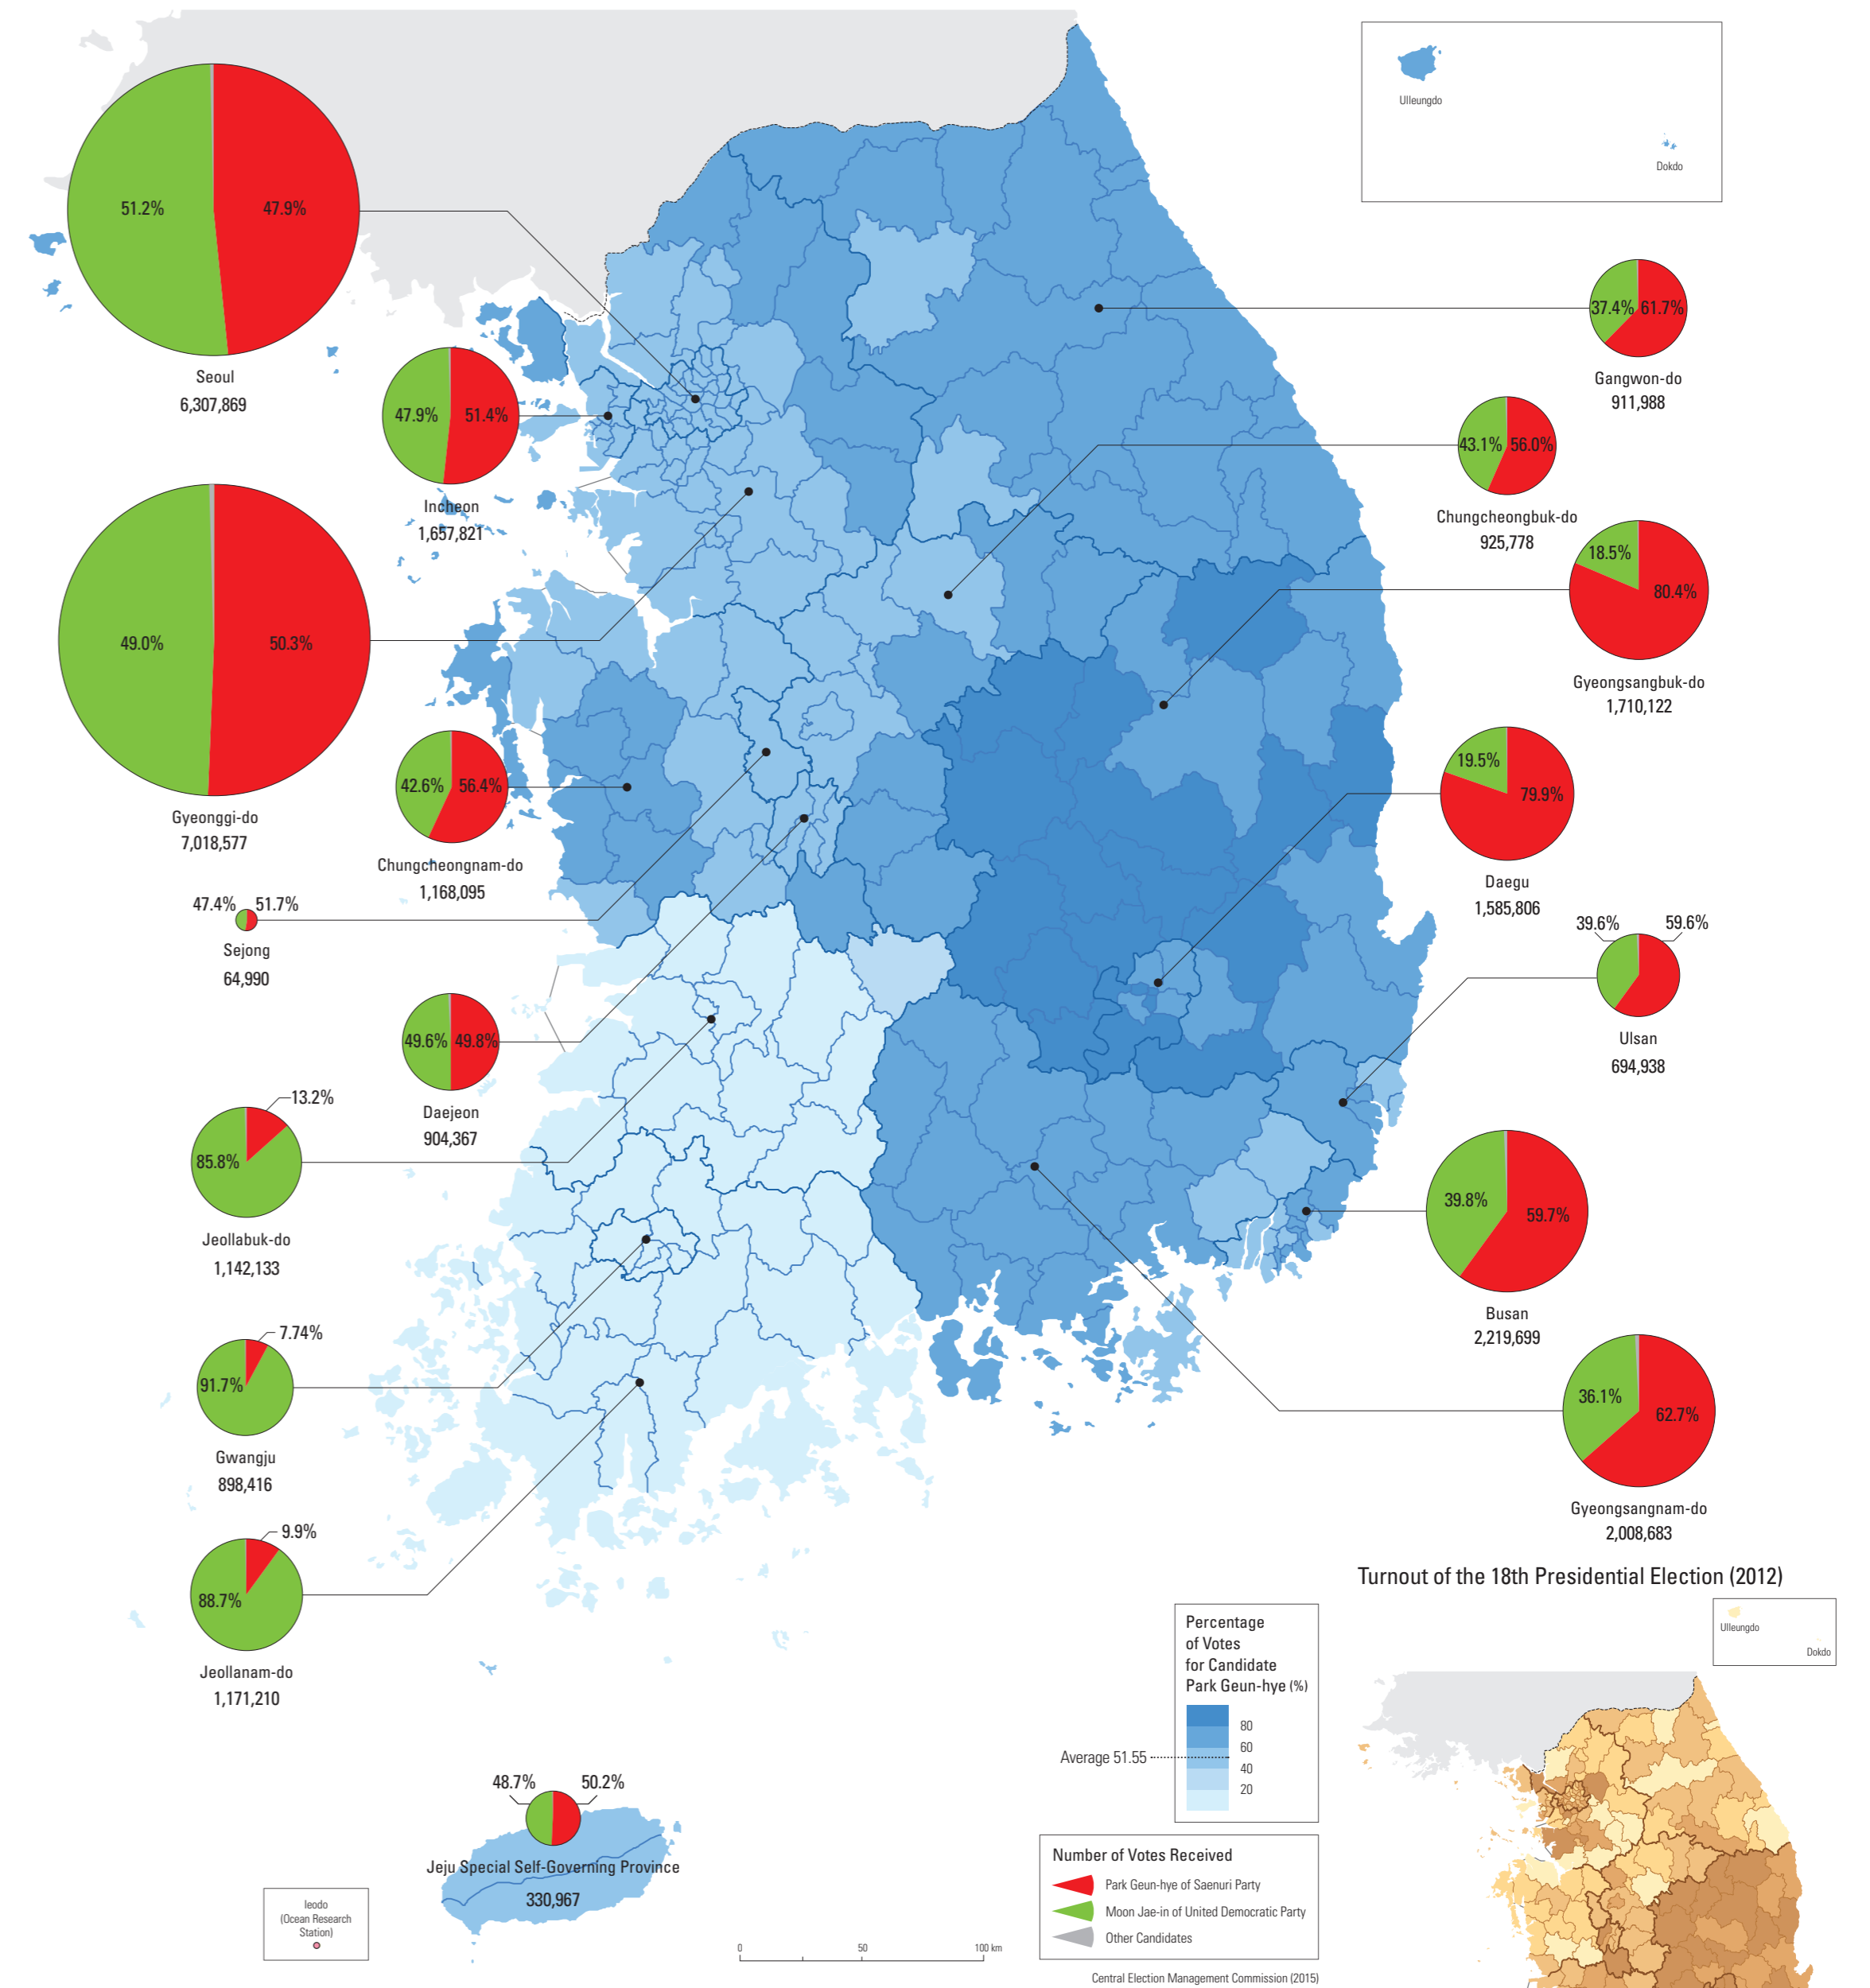 Ulleungdo
Dokdo
51.2%
47.9%
Seoul
6,307,869
37.4%
61.7%
Gangwon-do
911,988
47.9%
51.4%
Incheon
1,657,821
43.1%
56.0%
Chungcheongbuk-do
925,778
49.0%
50.3%
Gyeonggi-do
7,018,577
18.5%
80.4%
Gyeongsangbuk-do
1,710,122
42.6%
56.4%
Chungcheongnam-do
1,168,095
19.5%
79.9%
Daegu
1,585,806
47.4%
51.7%
Sejong
64,990
39.6%
59.6%
Ulsan
694,938
49.6%
49.8%
Daejeon
904,367
13.2%
85.8%
Jeollabuk-do
1,142,133
39.8%
59.7%
Busan
2,219,699
7.74%
91.7%
Gwangju
898,416
36.1%
62.7%
Gyeongsangnam-do
2,008,683
9.9%
88.7%
Jeollanam-do
1,171,210
48.7%
50.2%
Jeju Special Self-Governing Province
330,967
Ieodo
(Ocean Research
Station)
0
50
100 km
Percentage
of Votes
for Candidate
Park Geun-hye (%)
80
60
Average 51.55
40
20
Number of Votes Received
Park Geun-hye of Saenuri Party
Moon Jae-in of United Democratic Party
Other Candidates
Central Election Management Commission (2015)
Turnout of the 18th Presidential Election (2012)
Ulleungdo
Dokdo